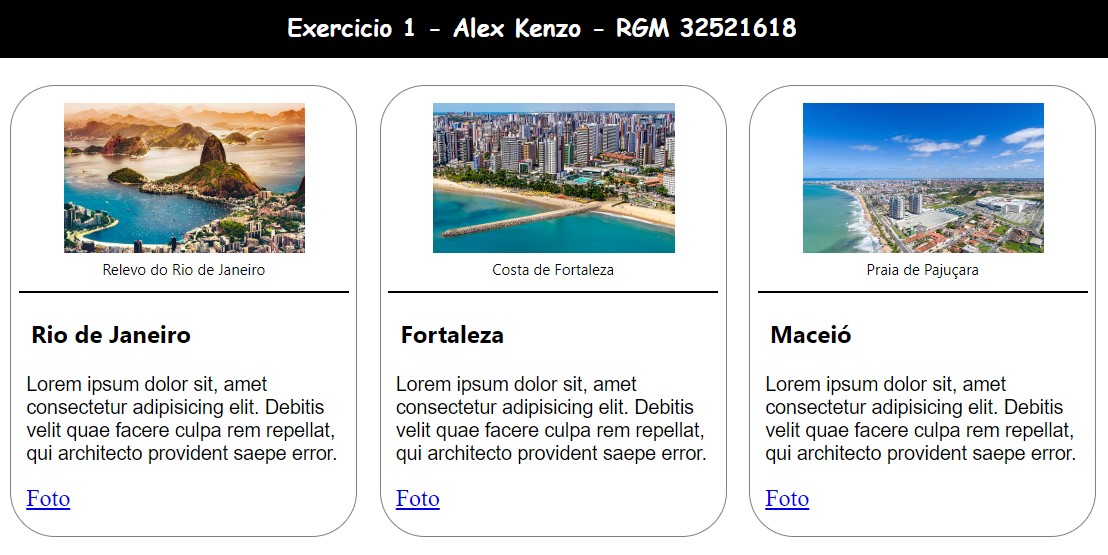 Exercicio 1 - Alex Kenzo - RGM 32521618
Relevo do Rio de Janeiro
Rio de Janeiro
Lorem ipsum dolor sit, amet
consectetur adipisicing elit. Debitis
velit quae facere culpa rem repellat,
qui architecto provident saepe error.
Foto
Costa de Fortaleza
Fortaleza
Lorem ipsum dolor sit, amet
consectetur adipisicing elit. Debitis
velit quae facere culpa rem repellat,
qui architecto provident saepe error.
Foto
Praia de Pajuçara
Maceió
Lorem ipsum dolor sit, amet
consectetur adipisicing elit. Debitis
velit quae facere culpa rem repellat,
qui architecto provident saepe error.
Foto